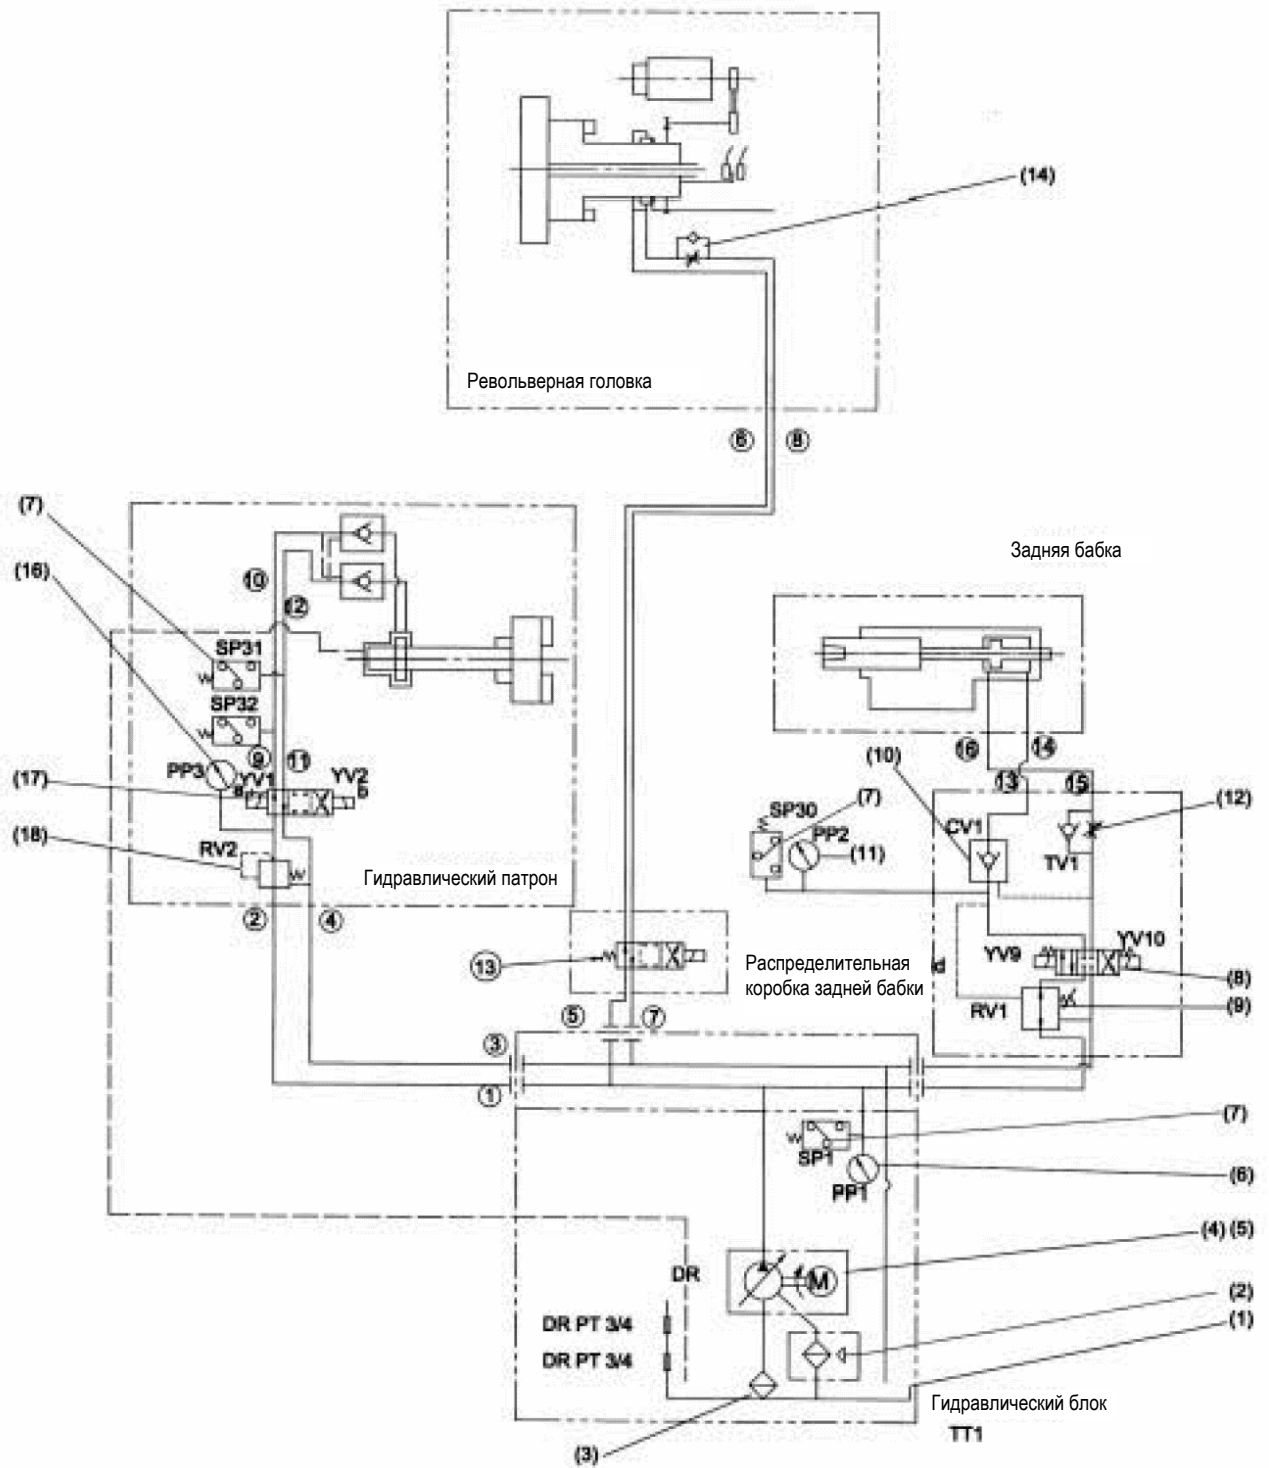 (14)
Револьверная головка
6
8
(7)
(16)
10
12
SP31
SP32
9
11
PP3
YV1
YV2
(17)
(18)
RV2
Гидравлический патрон
2
4
Задняя бабка
16
14
13
15
(10)
(7)
SP30
PP2
(11)
CV1
TV1
(12)
YV9
YV10
(8)
d
RV1
(9)
13
Распределительная
коробка задней бабки
5
7
3
1
(7)
SP1
(6)
PP1
(4) (5)
M
DR
(2)
(1)
DR PT 3/4
DR PT 3/4
Гидравлический блок
TT1
(3)